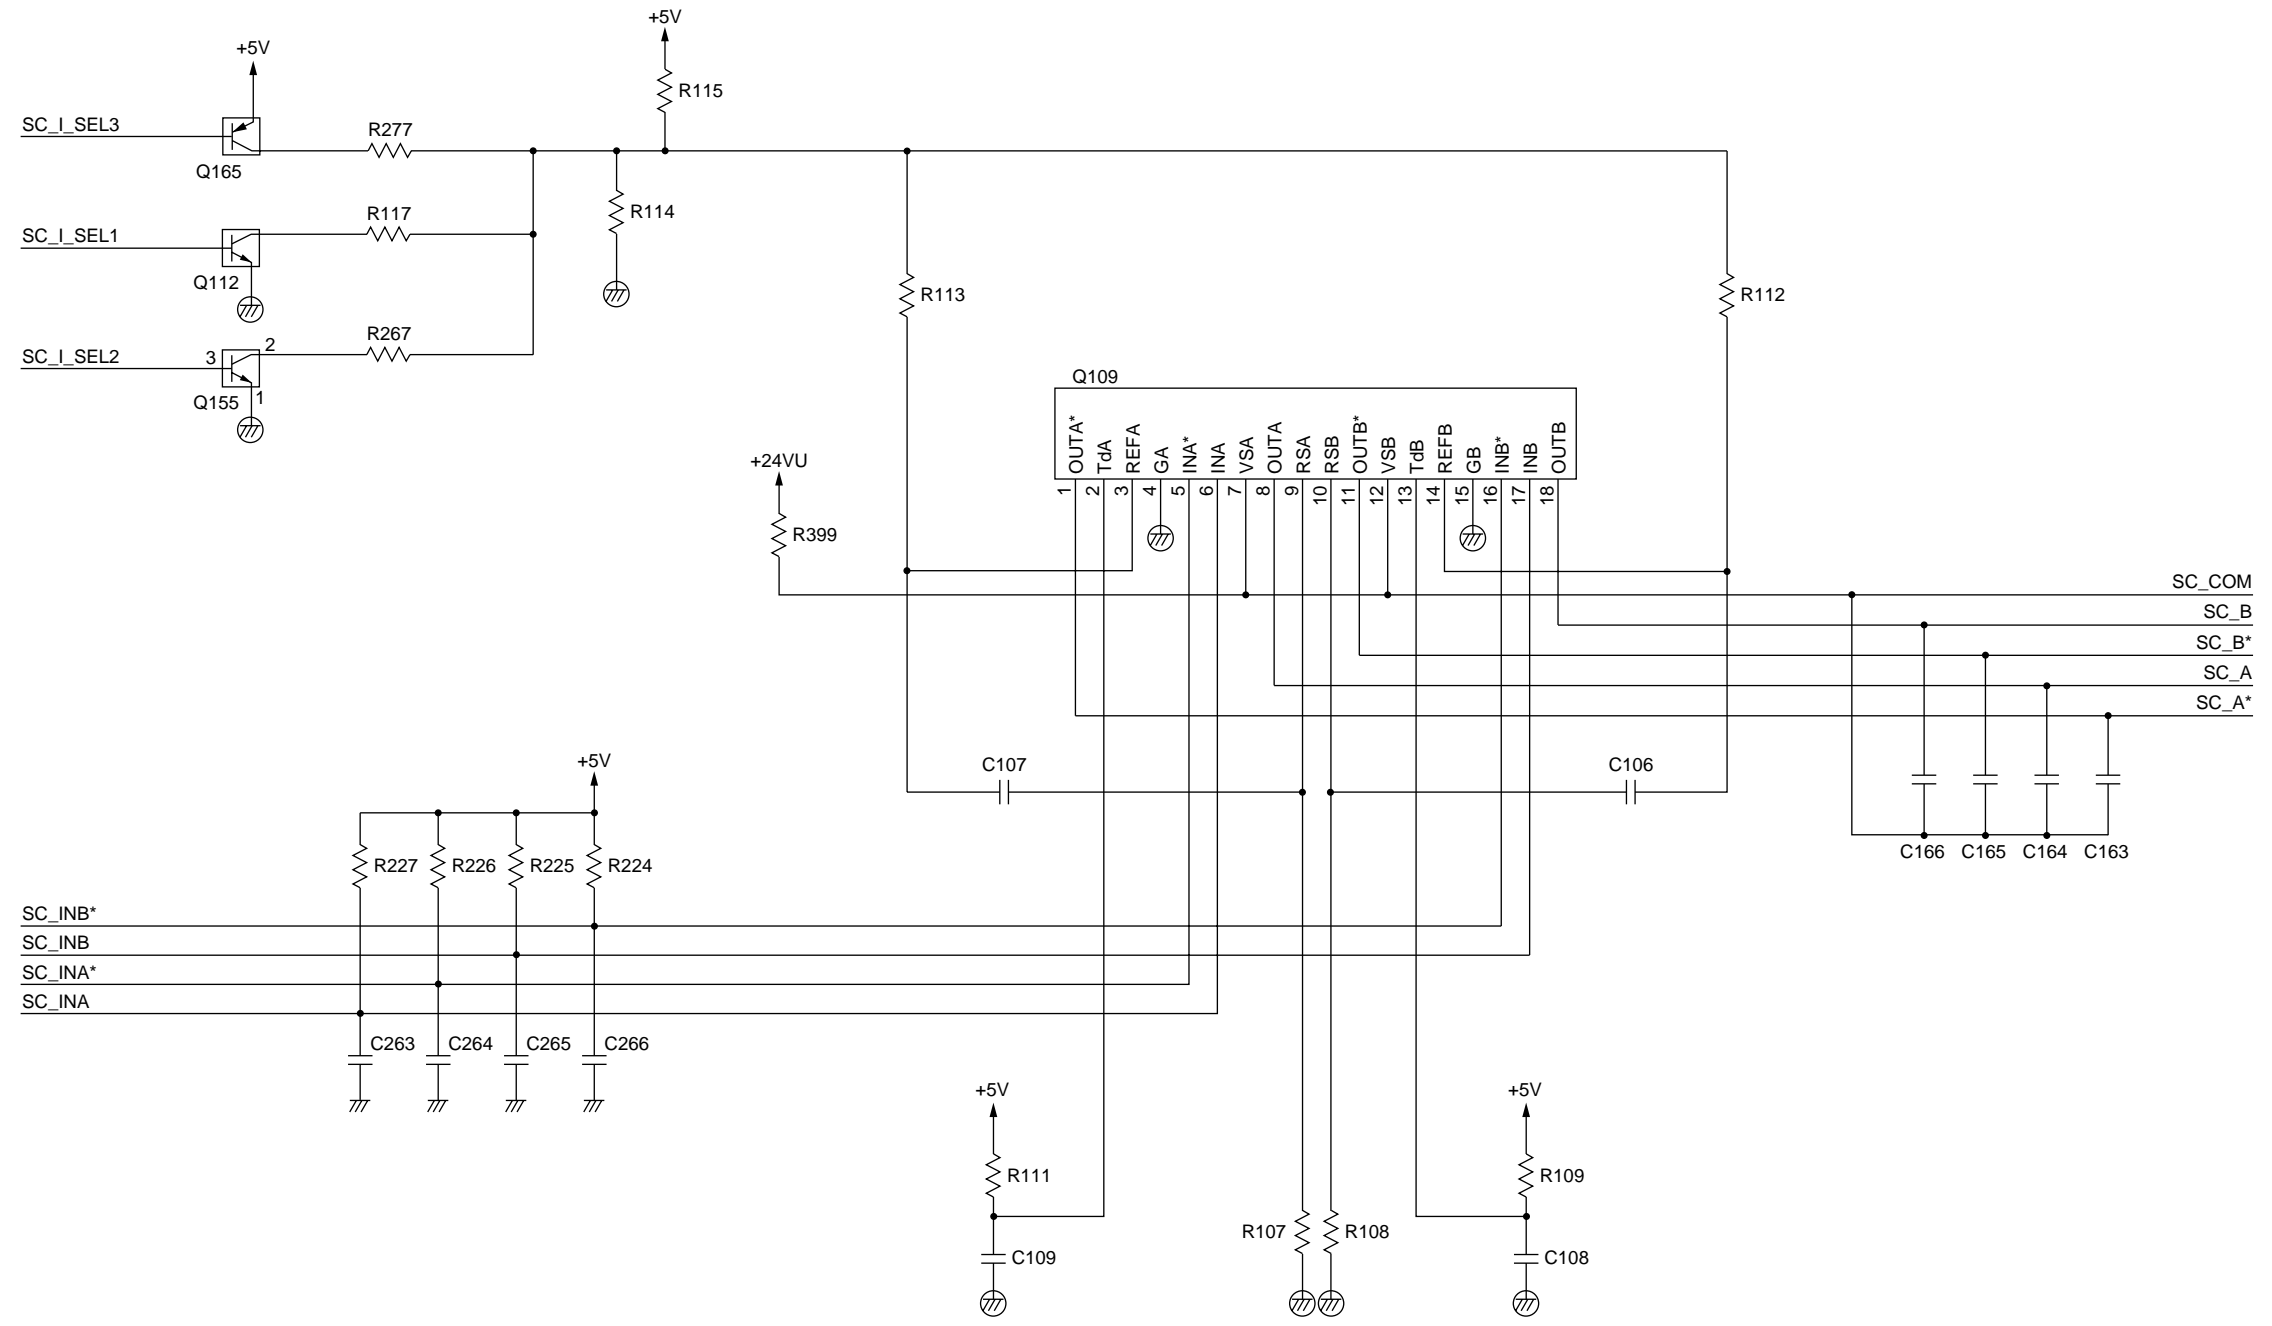 +5V
+5V
R115
SC_I_SEL3
R277
Q165
R117
R114
SC_I_SEL1
Q112
R113
R112
R267
SC_I_SEL2
3
2
1
Q155
Q109
OUTA*
TdA
REFA
GA
INA*
INA
VSA
OUTA
RSA
RSB
OUTB*
VSB
TdB
REFB
GB
INB*
INB
OUTB
1
2
3
4
5
6
7
8
9
10
11
12
13
14
15
16
17
18
+24VU
R399
SC_COM
SC_B
SC_B*
SC_A
SC_A*
C107
C106
+5V
R227
R226
R225
R224
C166
C165
C164
C163
SC_INB*
SC_INB
SC_INA*
SC_INA
C263
C264
C265
C266
+5V
+5V
R111
R109
R107
R108
C109
C108